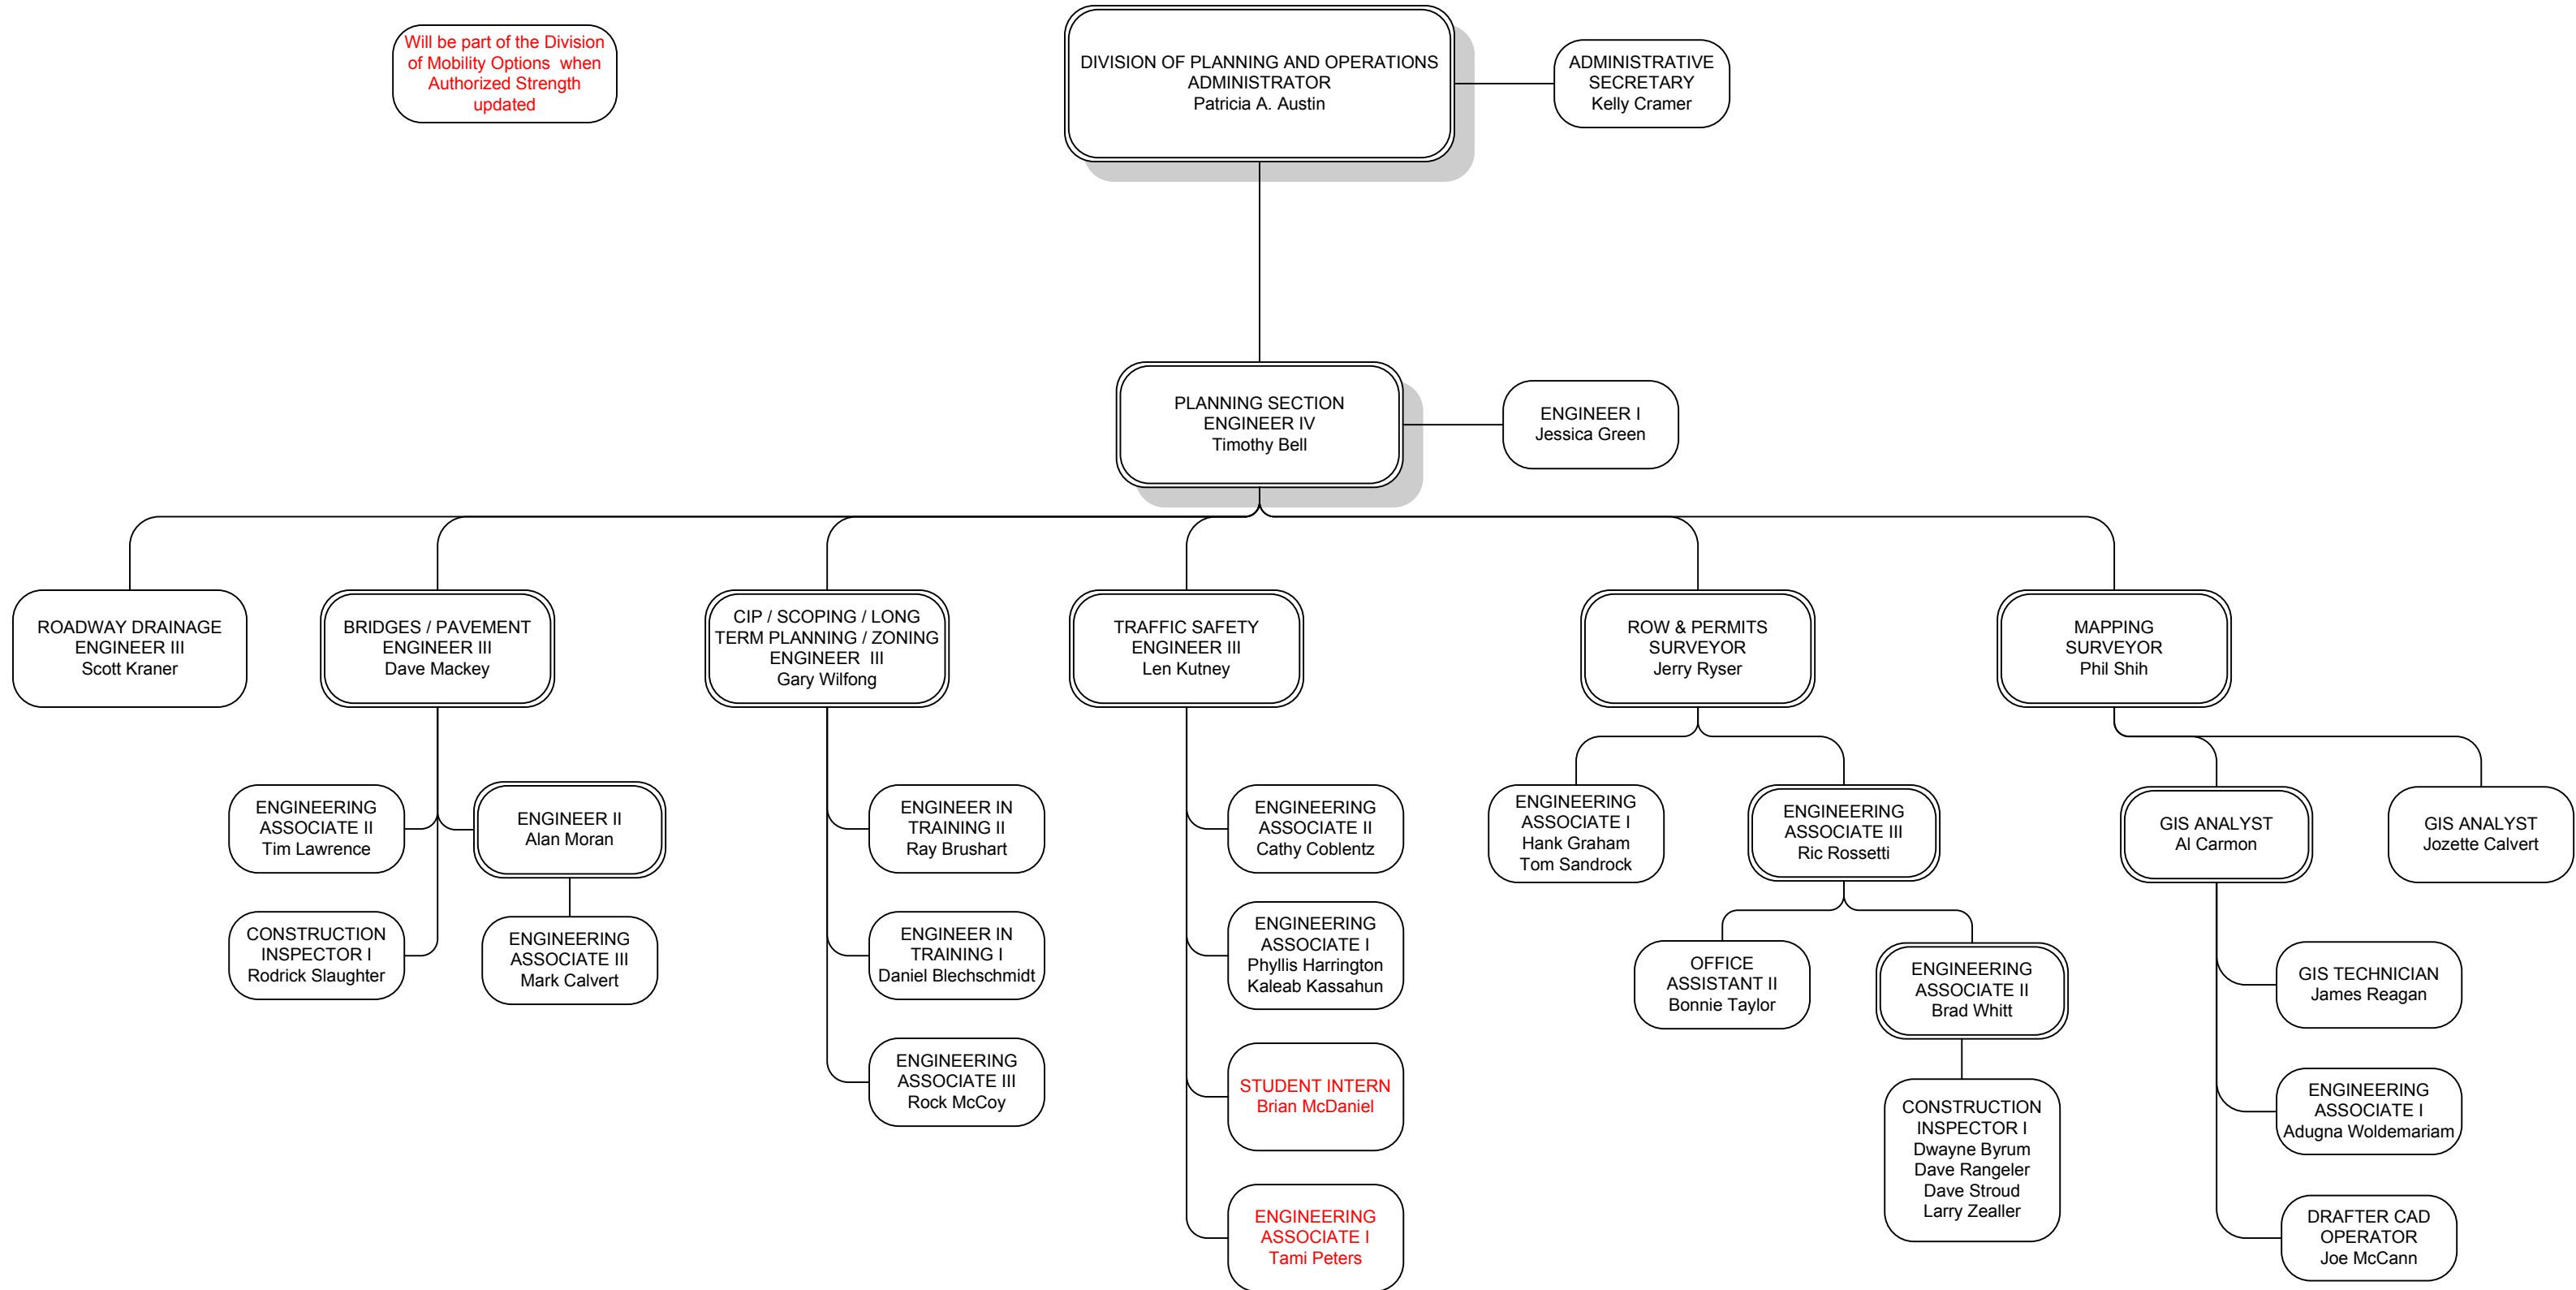 Will be part of the Division
of Mobility Options when
Authorized Strength
updated
DIVISION OF PLANNING AND OPERATIONS
ADMINISTRATOR
Patricia A. Austin
ADMINISTRATIVE
SECRETARY
Kelly Cramer
PLANNING SECTION
ENGINEER IV
Timothy Bell
ENGINEER I
Jessica Green
ROADWAY DRAINAGE
ENGINEER III
Scott Kraner
BRIDGES / PAVEMENT
ENGINEER III
Dave Mackey
CIP / SCOPING / LONG
TERM PLANNING / ZONING
ENGINEER III
Gary Wilfong
TRAFFIC SAFETY
ENGINEER III
Len Kutney
ROW & PERMITS
SURVEYOR
Jerry Ryser
MAPPING
SURVEYOR
Phil Shih
ENGINEERING
ASSOCIATE II
Tim Lawrence
ENGINEER II
Alan Moran
CONSTRUCTION
INSPECTOR I
Rodrick Slaughter
ENGINEERING
ASSOCIATE III
Mark Calvert
ENGINEER IN
TRAINING II
Ray Brushart
ENGINEER IN
TRAINING I
Daniel Blechschmidt
ENGINEERING
ASSOCIATE III
Rock McCoy
ENGINEERING
ASSOCIATE II
Cathy Coblentz
ENGINEERING
ASSOCIATE I
Phyllis Harrington
Kaleab Kassahun
STUDENT INTERN
Brian McDaniel
ENGINEERING
ASSOCIATE I
Tami Peters
ENGINEERING
ASSOCIATE I
Hank Graham
Tom Sandrock
ENGINEERING
ASSOCIATE III
Ric Rossetti
OFFICE
ASSISTANT II
Bonnie Taylor
ENGINEERING
ASSOCIATE II
Brad Whitt
CONSTRUCTION
INSPECTOR I
Dwayne Byrum
Dave Rangeler
Dave Stroud
Larry Zealler
GIS ANALYST
Al Carmon
GIS ANALYST
Jozette Calvert
GIS TECHNICIAN
James Reagan
ENGINEERING
ASSOCIATE I
Adugna Woldemariam
DRAFTER CAD
OPERATOR
Joe McCann